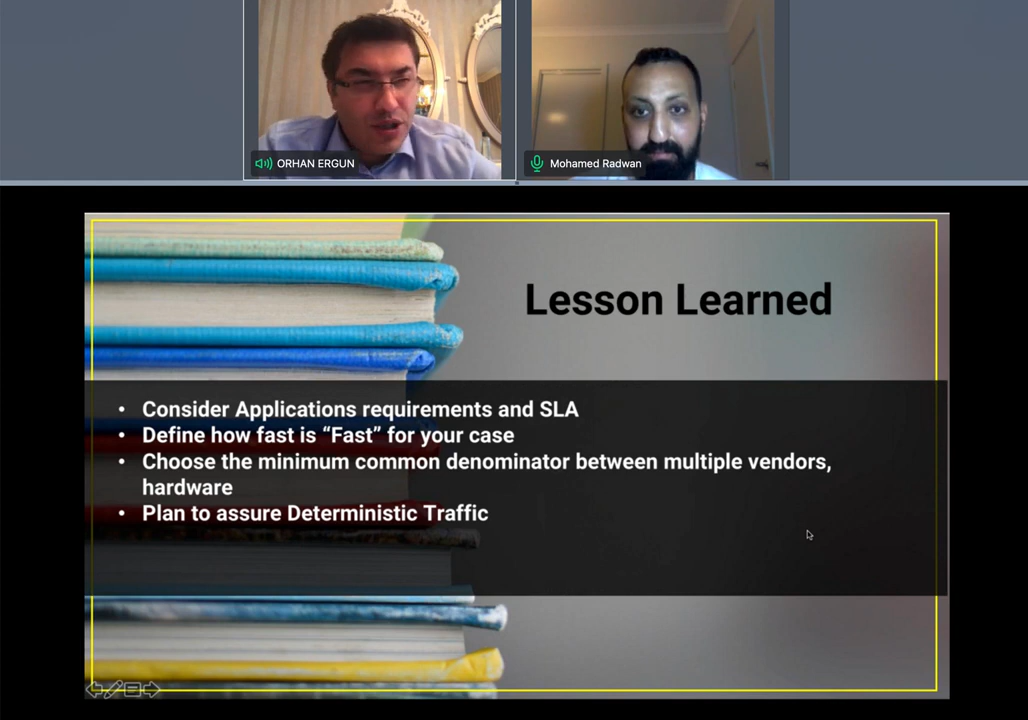 ORHAN ERGUN
Mohamed Radwan
Lesson Learned
• Consider Applications requirements and SLA
• Define how fast is “Fast” for your case
• Choose the minimum common denominator between multiple vendors,
hardware
• Plan to assure Deterministic Traffic